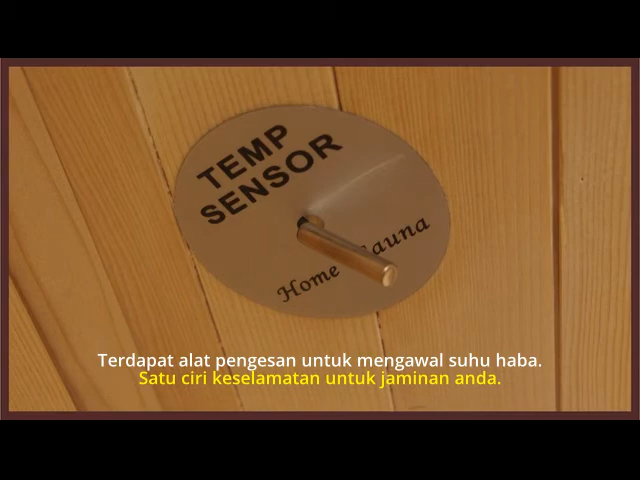 TEMP
SENSOR
Home
Terdapat alat pengesan untuk mengawal suhu haba.
Satu ciri keselamatan untuk jaminan anda.